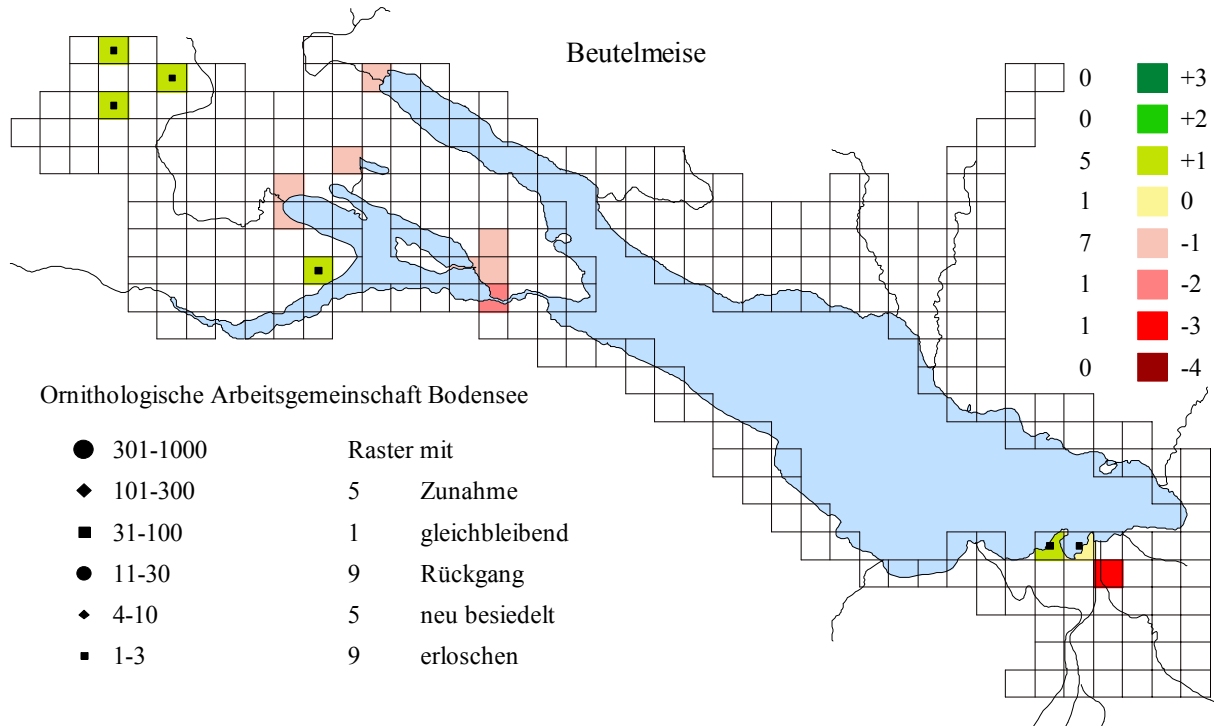 Beutelmeise
0 +3
0 +2
5 +1
1 0
7 -1
1 -2
1 -3
0 -4
Ornithologische Arbeitsgemeinschaft Bodensee
301-1000 Raster mit
101-300 5 Zunahme
31-100 1 gleichbleibend
11-30 9 Rückgang
4-10 5 neu besiedelt
1-3 9 erloschen